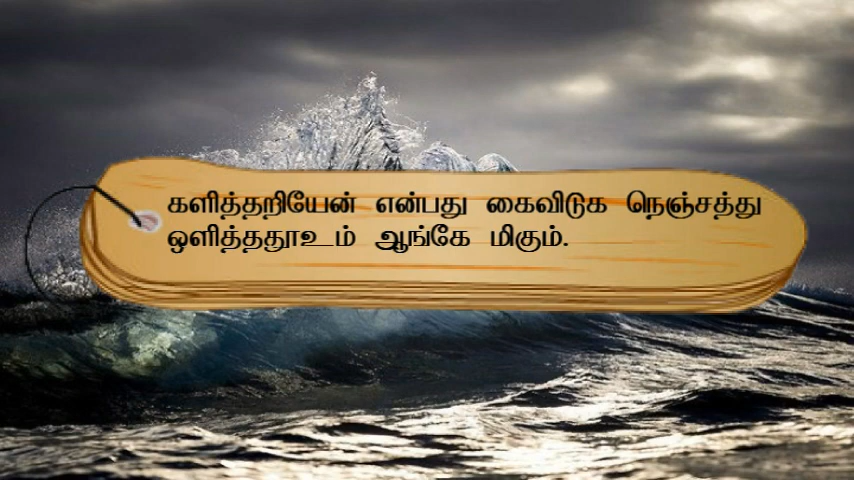 களித்தறியேன் என்பது கைவிடுக நெஞ்சத்து
ஒளித்ததூஉம் ஆங்கே மிகும்.